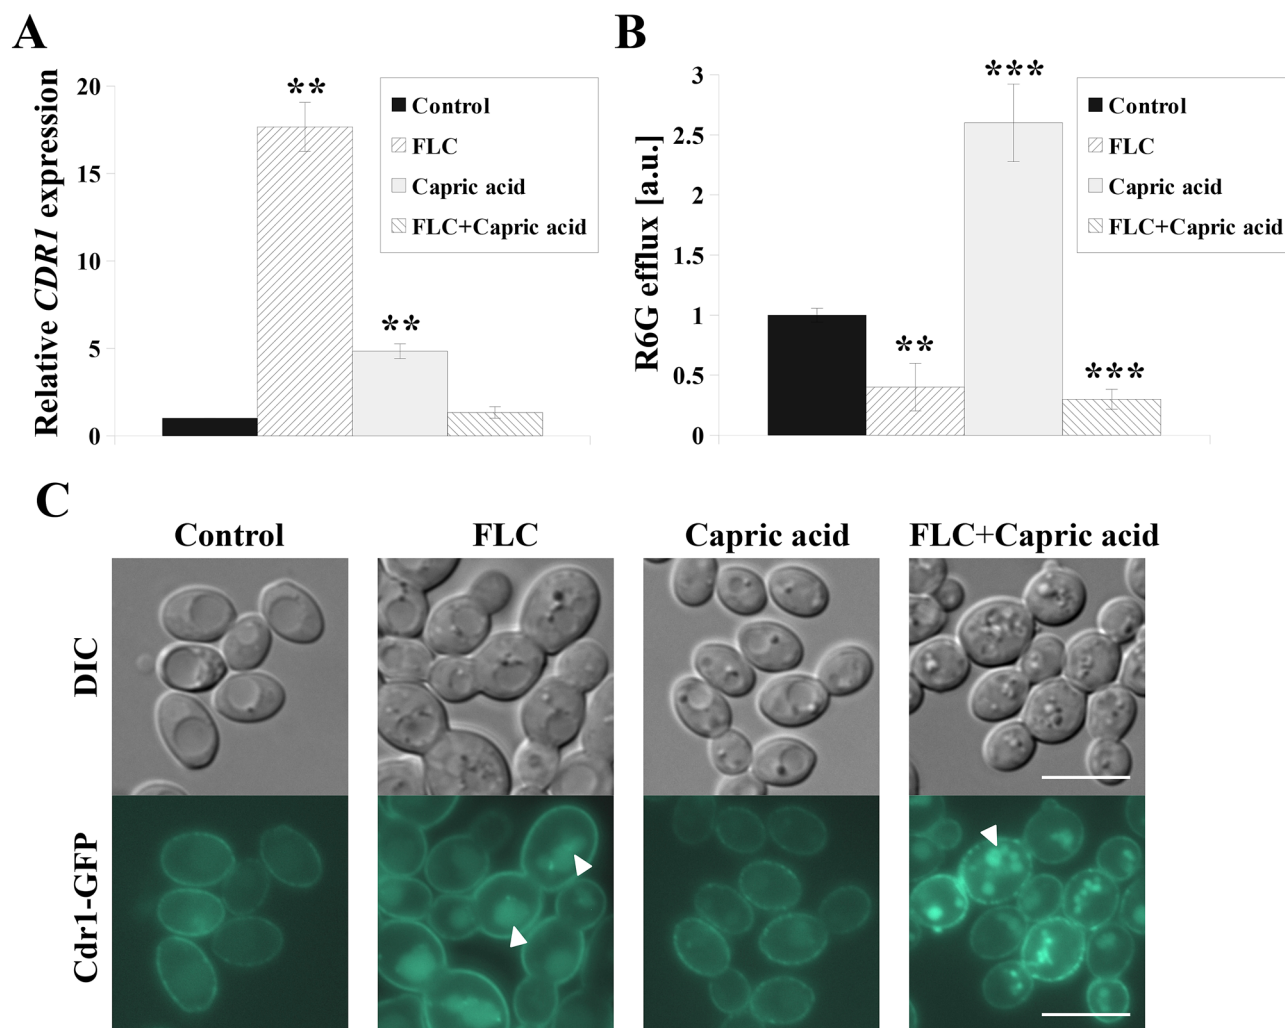 A
Relative CDR1 expression
20
15
10
5
0
**
**
Control
FLC
Capric acid
FLC+Capric acid
B
R6G efflux [a.u.]
3
2.5
2
1.5
1
0.5
0
**
***
***
Control
FLC
Capric acid
FLC+Capric acid
C
Control
FLC
Capric acid
FLC+Capric acid
DIC
Cdr1-GFP